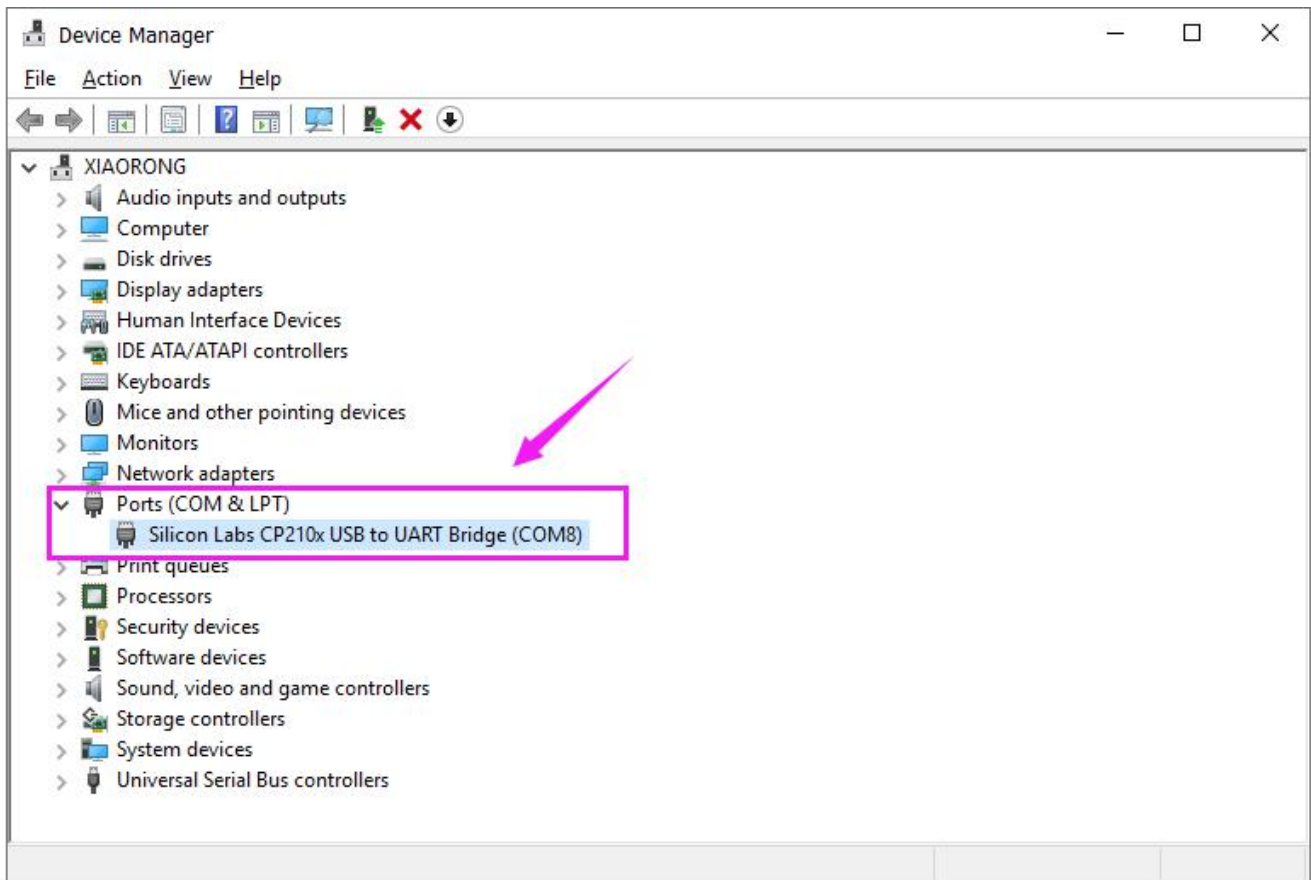 Device Manager
File Action View Help
XIAORONG
Audio inputs and outputs
Computer
Disk drives
Display adapters
Human Interface Devices
IDE ATA/ATAPI controllers
Keyboards
Mice and other pointing devices
Monitors
Network adapters
Ports (COM & LPT)
Silicon Labs CP210x USB to UART Bridge (COM8)
Print queues
Processors
Security devices
Software devices
Sound, video and game controllers
Storage controllers
System devices
Universal Serial Bus controllers